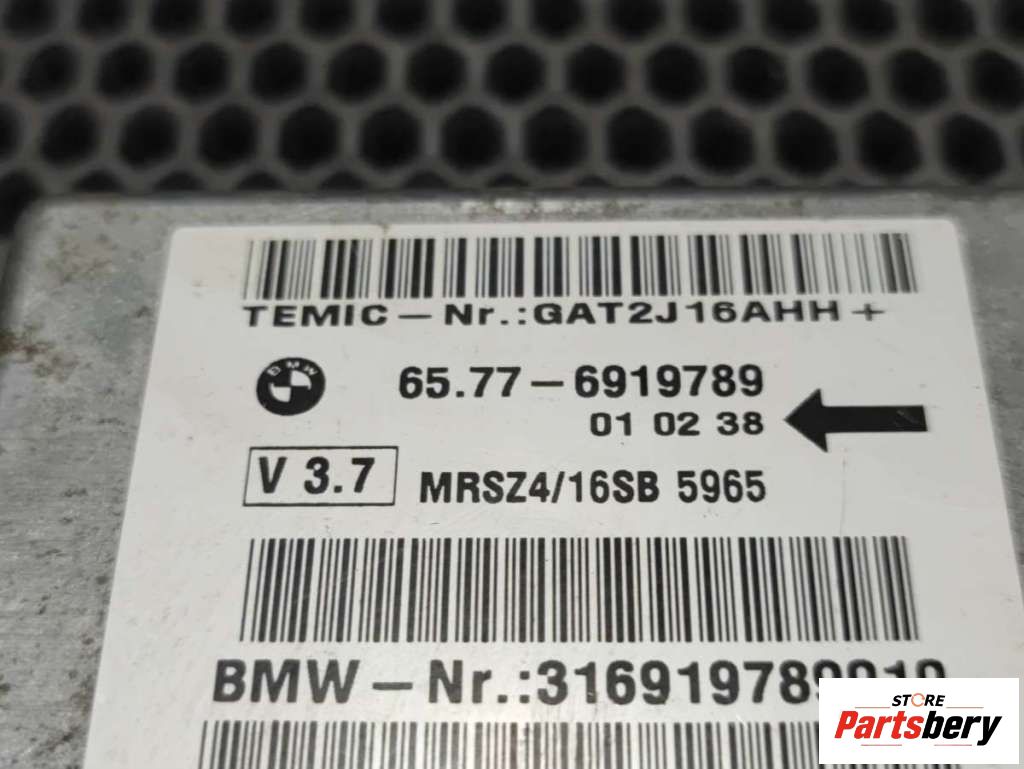 TEMIC-Nr.:GAT2J16AHH+
BMW
65.77-6919789
01 02 38
V 3.7
MRSZ4/16SB 5965
BMW-Nr.:
STORE
Partsbery